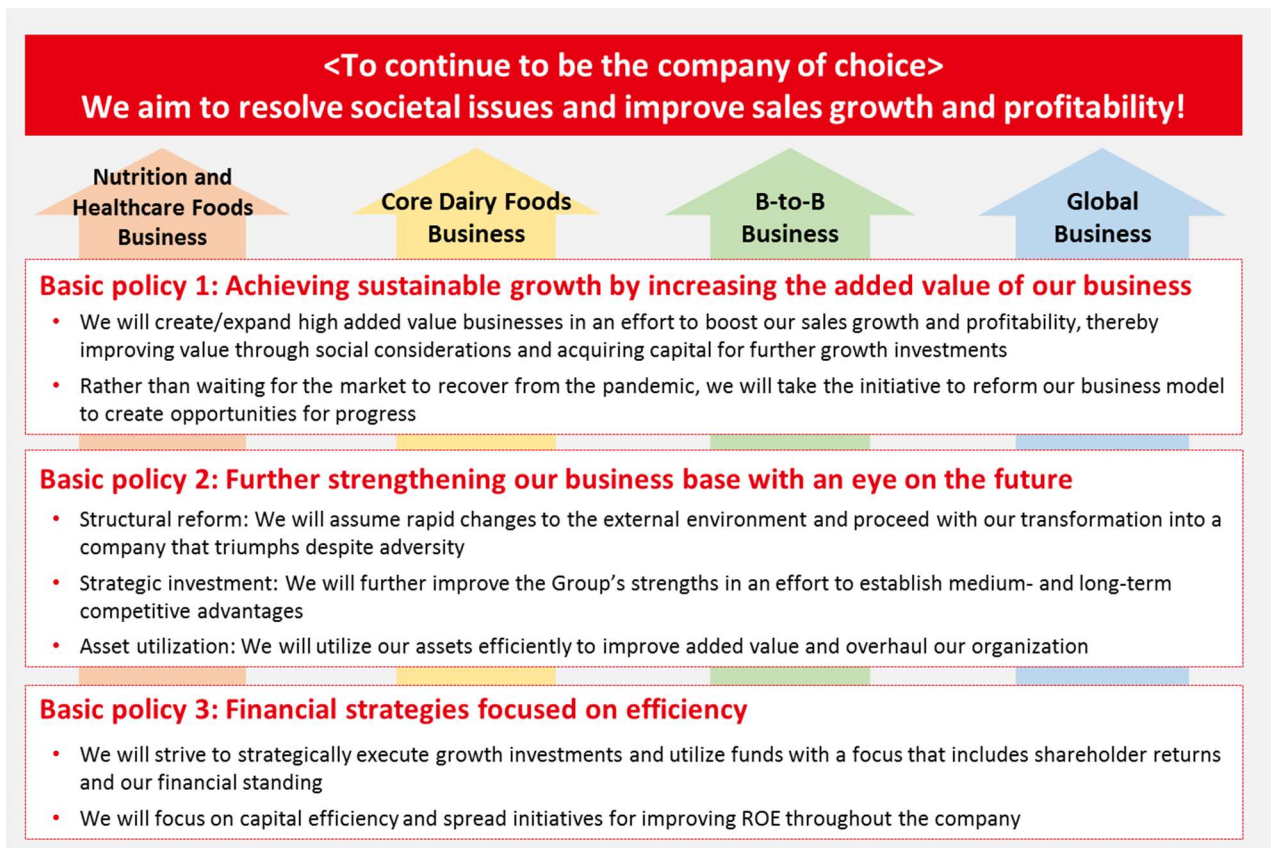 <To continue to be the company of choice>
We aim to resolve societal issues and improve sales growth and profitability!
Nutrition and
Healthcare Foods
Business
Core Dairy Foods
Business
B-to-B
Business
Global
Business
Basic policy 1: Achieving sustainable growth by increasing the added value of our business
• We will create/expand high added value businesses in an effort to boost our sales growth and profitability, thereby
improving value through social considerations and acquiring capital for further growth investments
• Rather than waiting for the market to recover from the pandemic, we will take the initiative to reform our business model
to create opportunities for progress
Basic policy 2: Further strengthening our business base with an eye on the future
• Structural reform: We will assume rapid changes to the external environment and proceed with our transformation into a
company that triumphs despite adversity
• Strategic investment: We will further improve the Group’s strengths in an effort to establish medium- and long-term
competitive advantages
• Asset utilization: We will utilize our assets efficiently to improve added value and overhaul our organization
Basic policy 3: Financial strategies focused on efficiency
• We will strive to strategically execute growth investments and utilize funds with a focus that includes shareholder returns
and our financial standing
• We will focus on capital efficiency and spread initiatives for improving ROE throughout the company